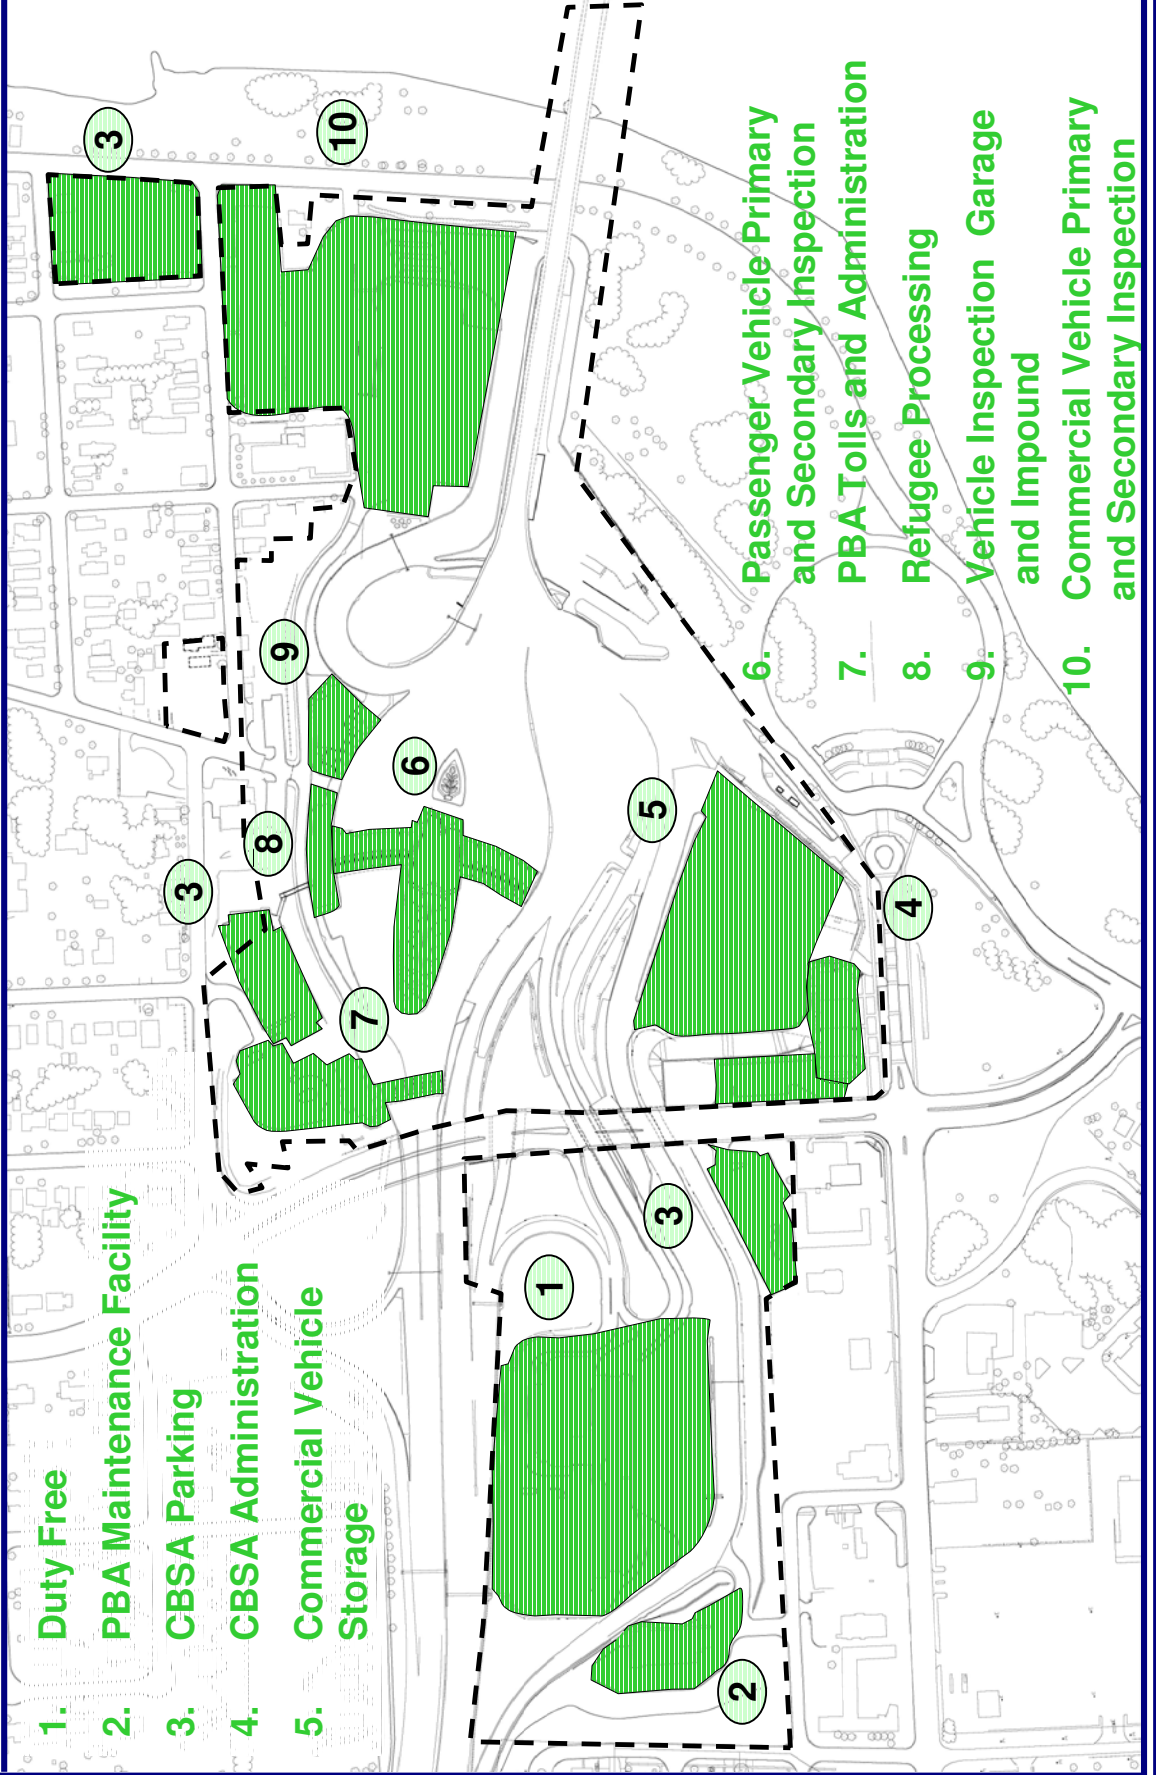 1. Duty Free
2. PBA Maintenance Facility
3. CBSA Parking
4. CBSA Administration
5. Commercial Vehicle
Storage
6. Passenger Vehicle Primary
and Secondary Inspection
7. PBA Tolls and Administration
8. Refugee Processing
9. Vehicle Inspection Garage
and Impound
10. Commercial Vehicle Primary
and Secondary Inspection
3
10
9
8
3
6
7
5
4
3
1
2